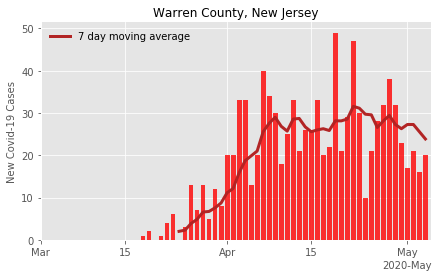 Warren County, New Jersey
7 day moving average
New Covid-19 Cases
50
40
30
20
10
0
Mar 15 Apr 15 May
2020-May